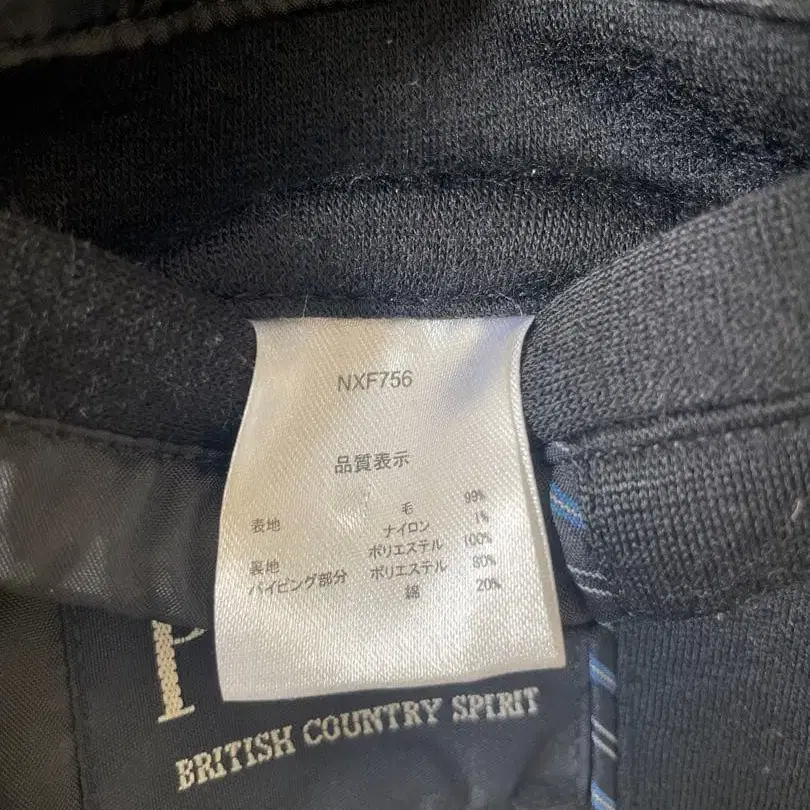 NXF756
品質表示
表地 毛 99%
ナイロン 1%
裏地 ポリエステル 100%
パイピング部分 ポリエステル 80%
綿 20%
P
BRITISH COUNTRY SPIRIT